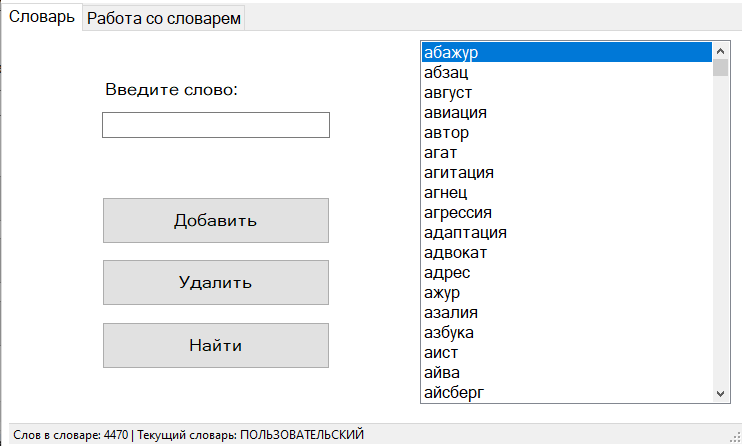 Словарь
Работа со словарем
Введите слово:
Добавить
Удалить
Найти
абажур
абзац
август
авиация
автор
агат
агитация
агнец
агрессия
адаптация
адвокат
адрес
ажур
азалия
азбука
аист
айва
айсберг
Слов в словаре: 4470 | Текущий словарь: ПОЛЬЗОВАТЕЛЬСКИЙ